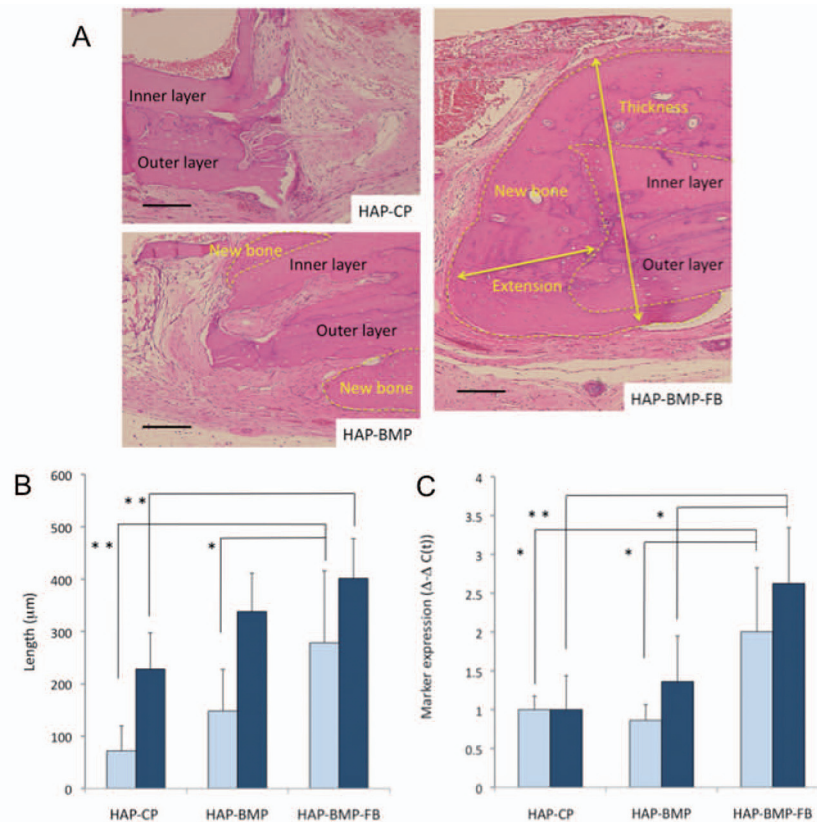 A
Inner layer
Outer layer
HAP-CP
New bone
Inner layer
Outer layer
New bone
HAP-BMP
Thickness
New bone
Inner layer
Outer layer
Extension
HAP-BMP-FB
B
600
500
400
300
200
100
0
Length (μm)
**
**
*
HAP-CP
HAP-BMP
HAP-BMP-FB
C
4
3.5
3
2.5
2
1.5
1
0.5
0
Marker expression (Δ-Δ C(t))
**
*
*
*
HAP-CP
HAP-BMP
HAP-BMP-FB